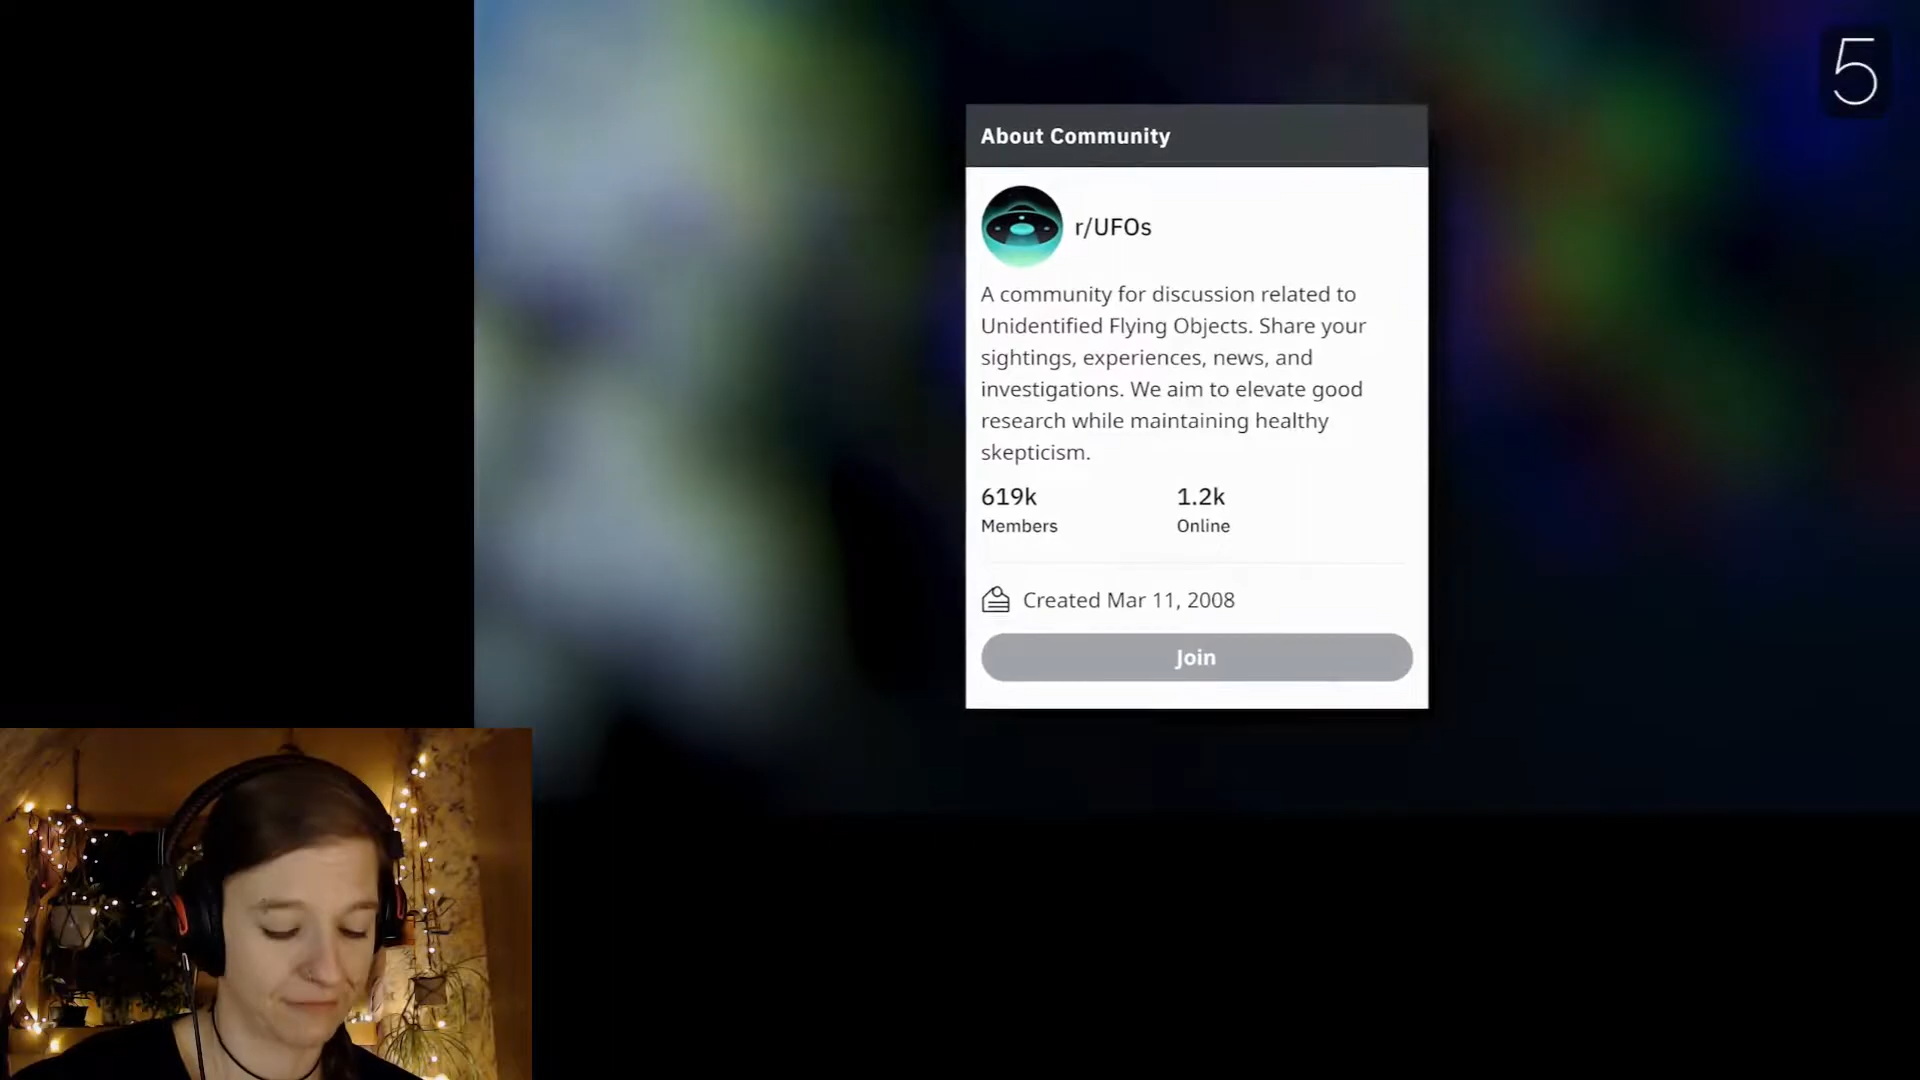 5
About Community
r/UFOs
A community for discussion related to
Unidentified Flying Objects. Share your
sightings, experiences, news, and
investigations. We aim to elevate good
research while maintaining healthy
skepticism.
619k 1.2k
Members Online
Created Mar 11, 2008
Join